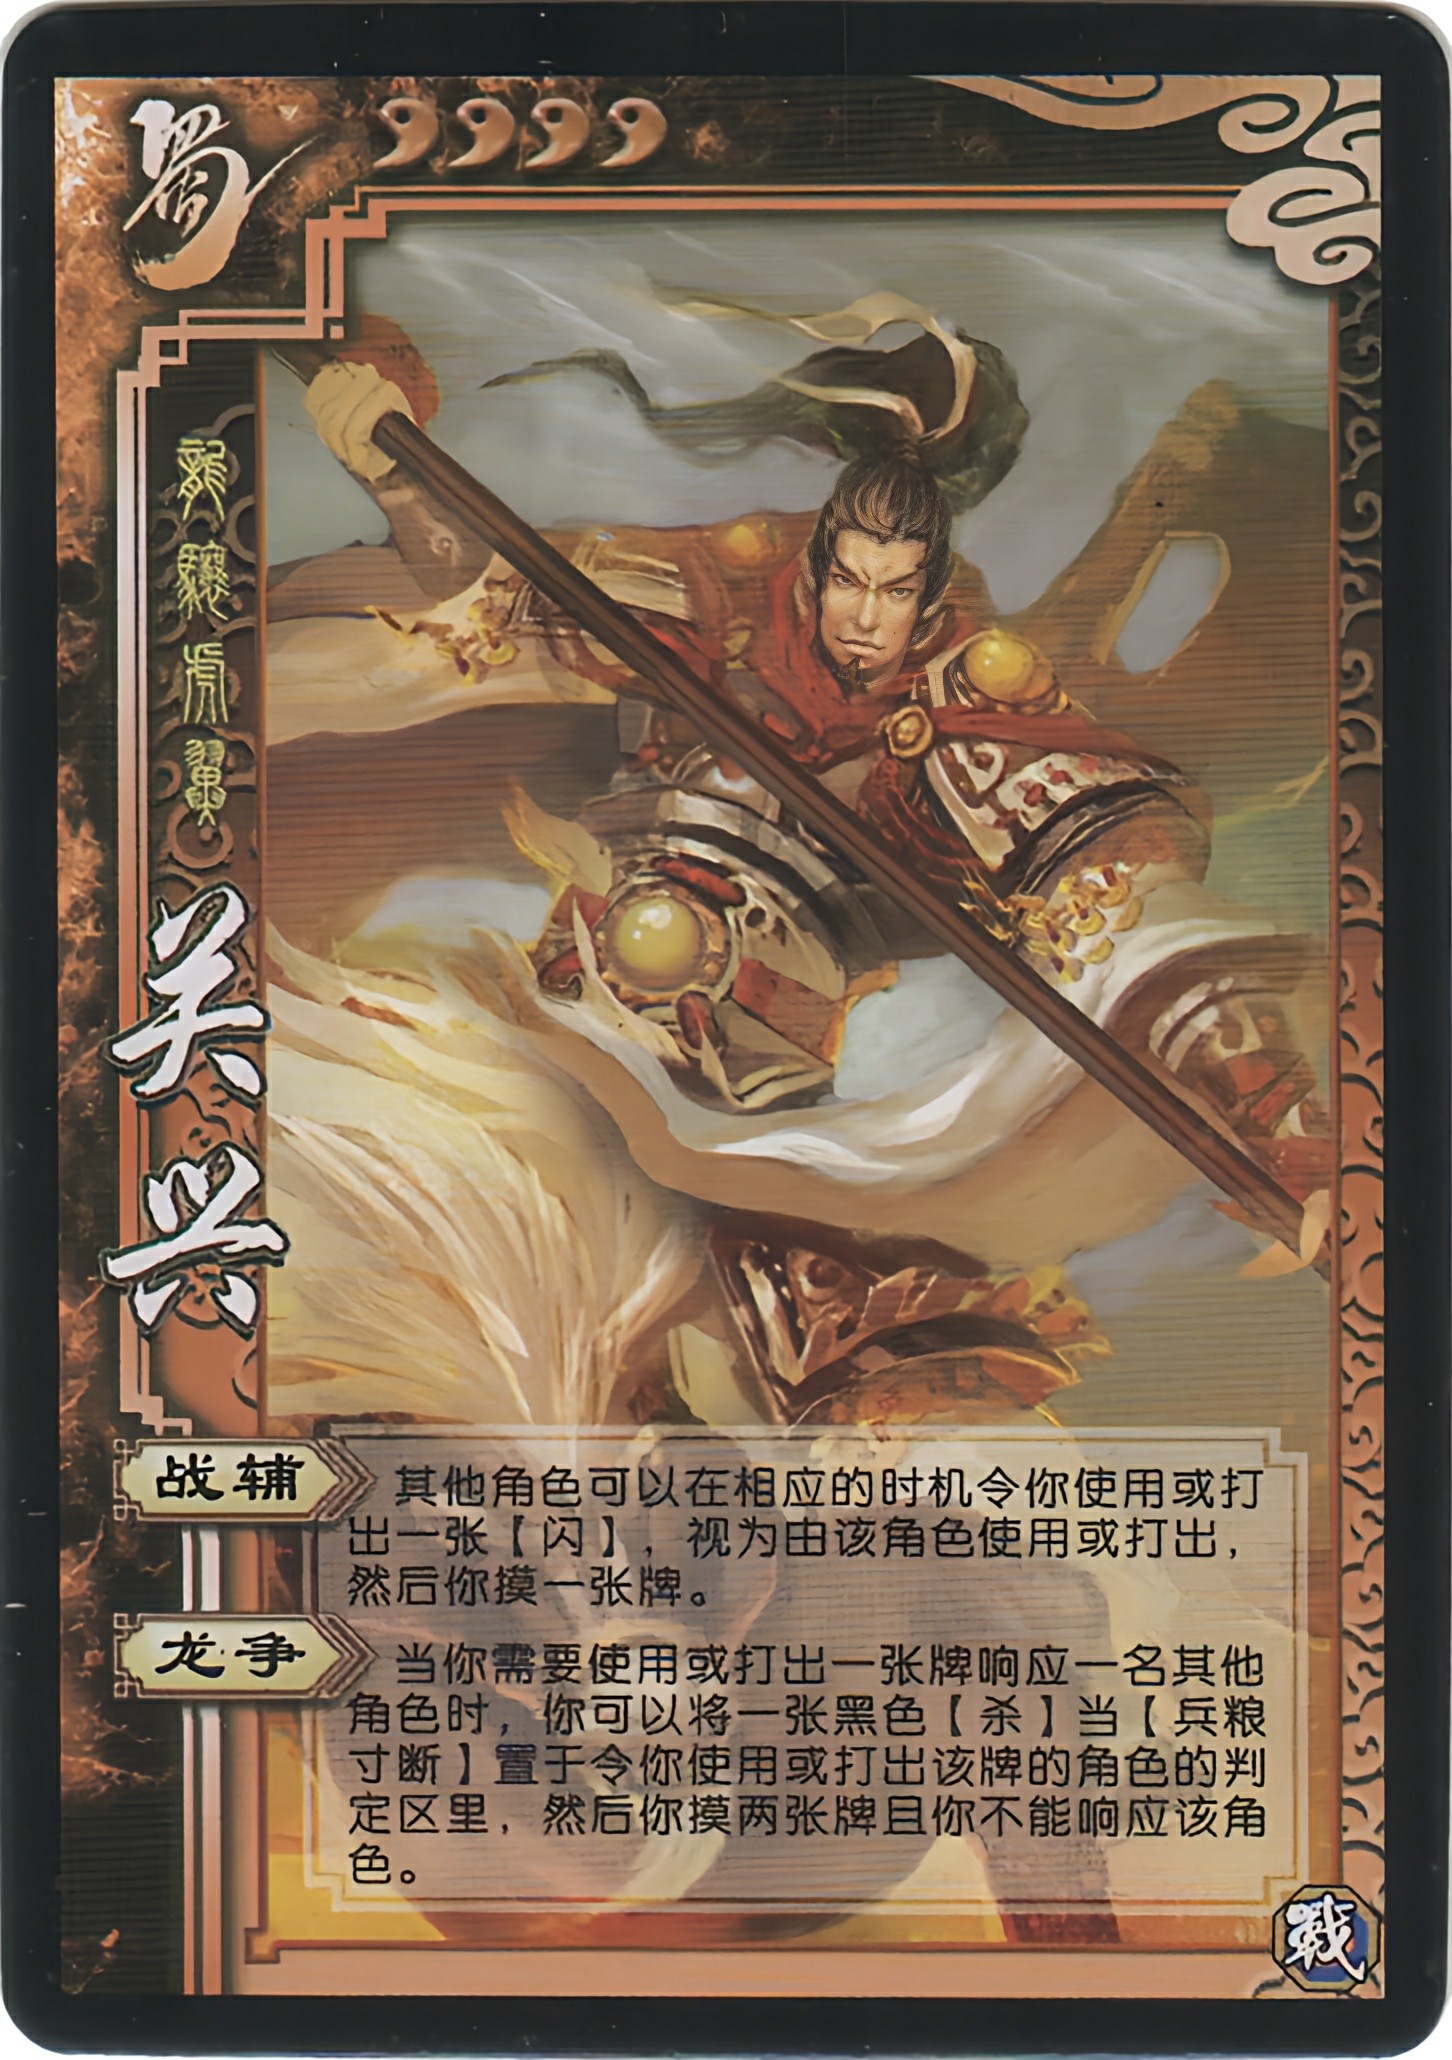 蜀
龍驤虎翼
关兴
战辅
其他角色可以在相应的时机令你使用或打
出一张【闪】，视为由该角色使用或打出，
然后你摸一张牌。
龙争
当你需要使用或打出一张牌响应一名其他
角色时，你可以将一张黑色【杀】当【兵粮
寸断】置于令你使用或打出该牌的角色的判
定区里，然后你摸两张牌且你不能响应该角
色。
戰